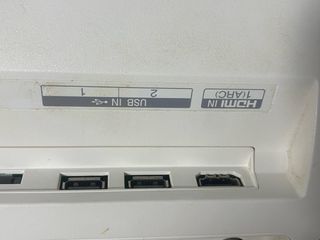 HDMI IN
1(ARC)
USB IN
2
1